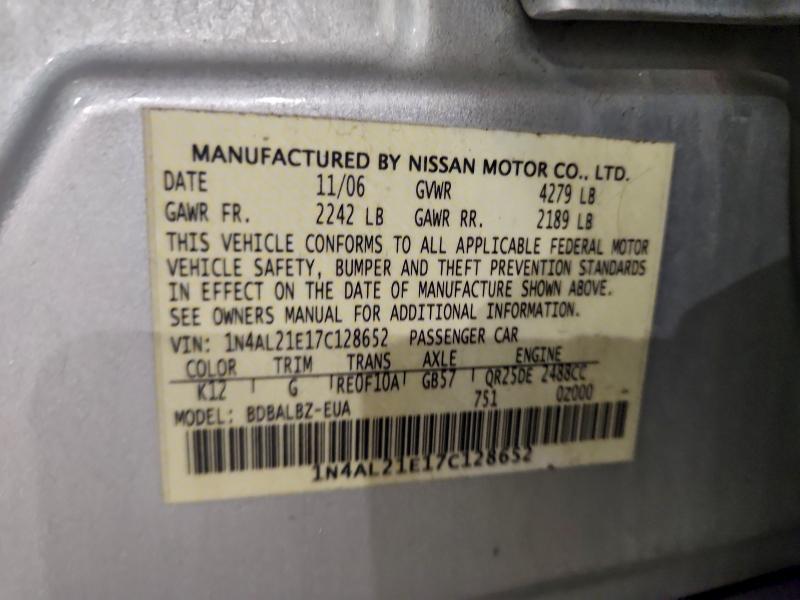 MANUFACTURED BY NISSAN MOTOR CO., LTD.
DATE 11/06 GVWR 4279 LB
GAWR FR. 2242 LB GAWR RR. 2189 LB
THIS VEHICLE CONFORMS TO ALL APPLICABLE FEDERAL MOTOR
VEHICLE SAFETY, BUMPER AND THEFT PREVENTION STANDARDS
IN EFFECT ON THE DATE OF MANUFACTURE SHOWN ABOVE.
SEE OWNERS MANUAL FOR ADDITIONAL INFORMATION.
VIN: 1N4AL21E17C128652 PASSENGER CAR
COLOR TRIM TRANS AXLE ENGINE
K12 G RE0F10A GB57 QR25DE 2488CC
MODEL: BDBALBZ-EUA 751 0Z000 -
1N4AL21E17C128652